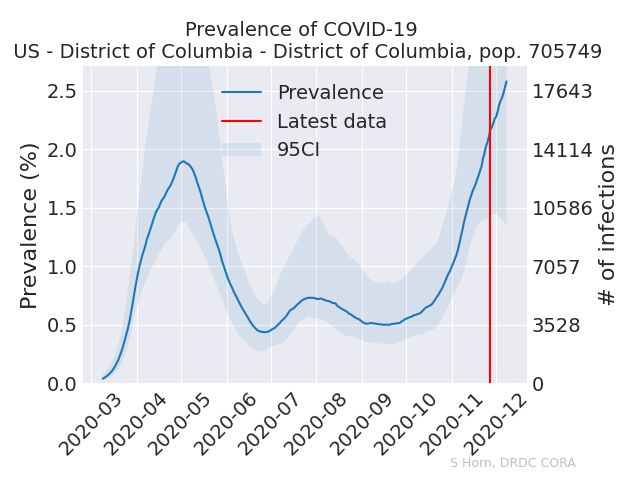 Prevalence of COVID-19
US - District of Columbia - District of Columbia, pop. 705749
Prevalence
Latest data
95CI
Prevalence (%)
2.5
2.0
1.5
1.0
0.5
0.0
17643
14114
10586
7057
3528
0
# of infections
2020-03
2020-04
2020-05
2020-06
2020-07
2020-08
2020-09
2020-10
2020-11
2020-12
S Horn, DRDC CORA